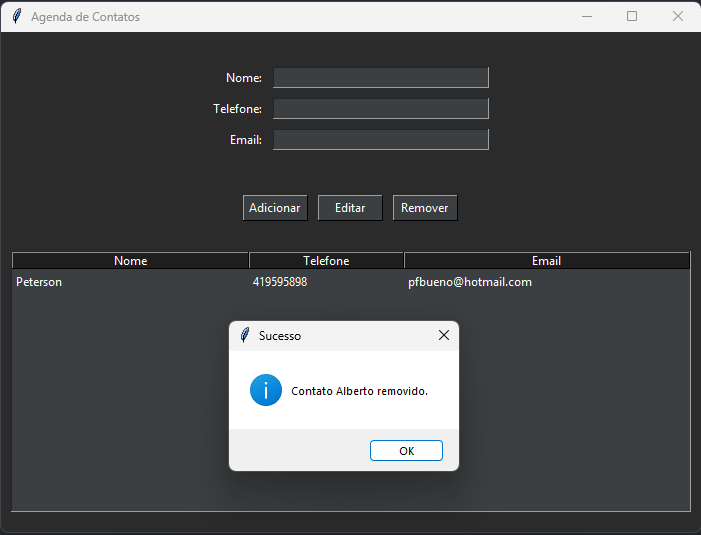 Agenda de Contatos
Nome:
Telefone:
Email:
Adicionar Editar Remover
Nome Telefone Email
Peterson 419595898 pfbueno@hotmail.com
Sucesso
Contato Alberto removido.
OK